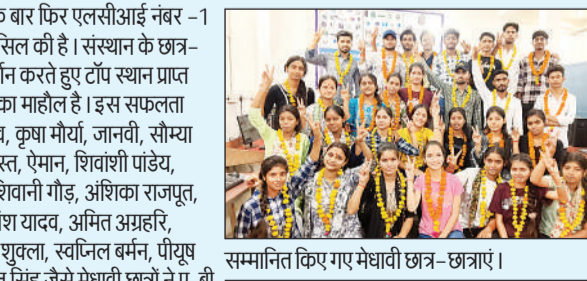 क बार फिर एलसीआई नंबर -1
सिल की है। संस्थान के छात्र-
र्शन करते हुए टॉप स्थान प्राप्त
का माहौल है। इस सफलता
व, कृषा मौर्या, जानवी, सौम्या
स्त, ऐमान, शिवांशी पांडेय,
शिवानी गौड़, अंशिका राजपूत,
ंश यादव, अमित अग्रहरि,
शुक्ला, स्वप्निल बर्मन, पीयूष
सिंह जैसे मेधावी छात्रों ने
सम्मानित किए गए मेधावी छात्र-छात्राएं।